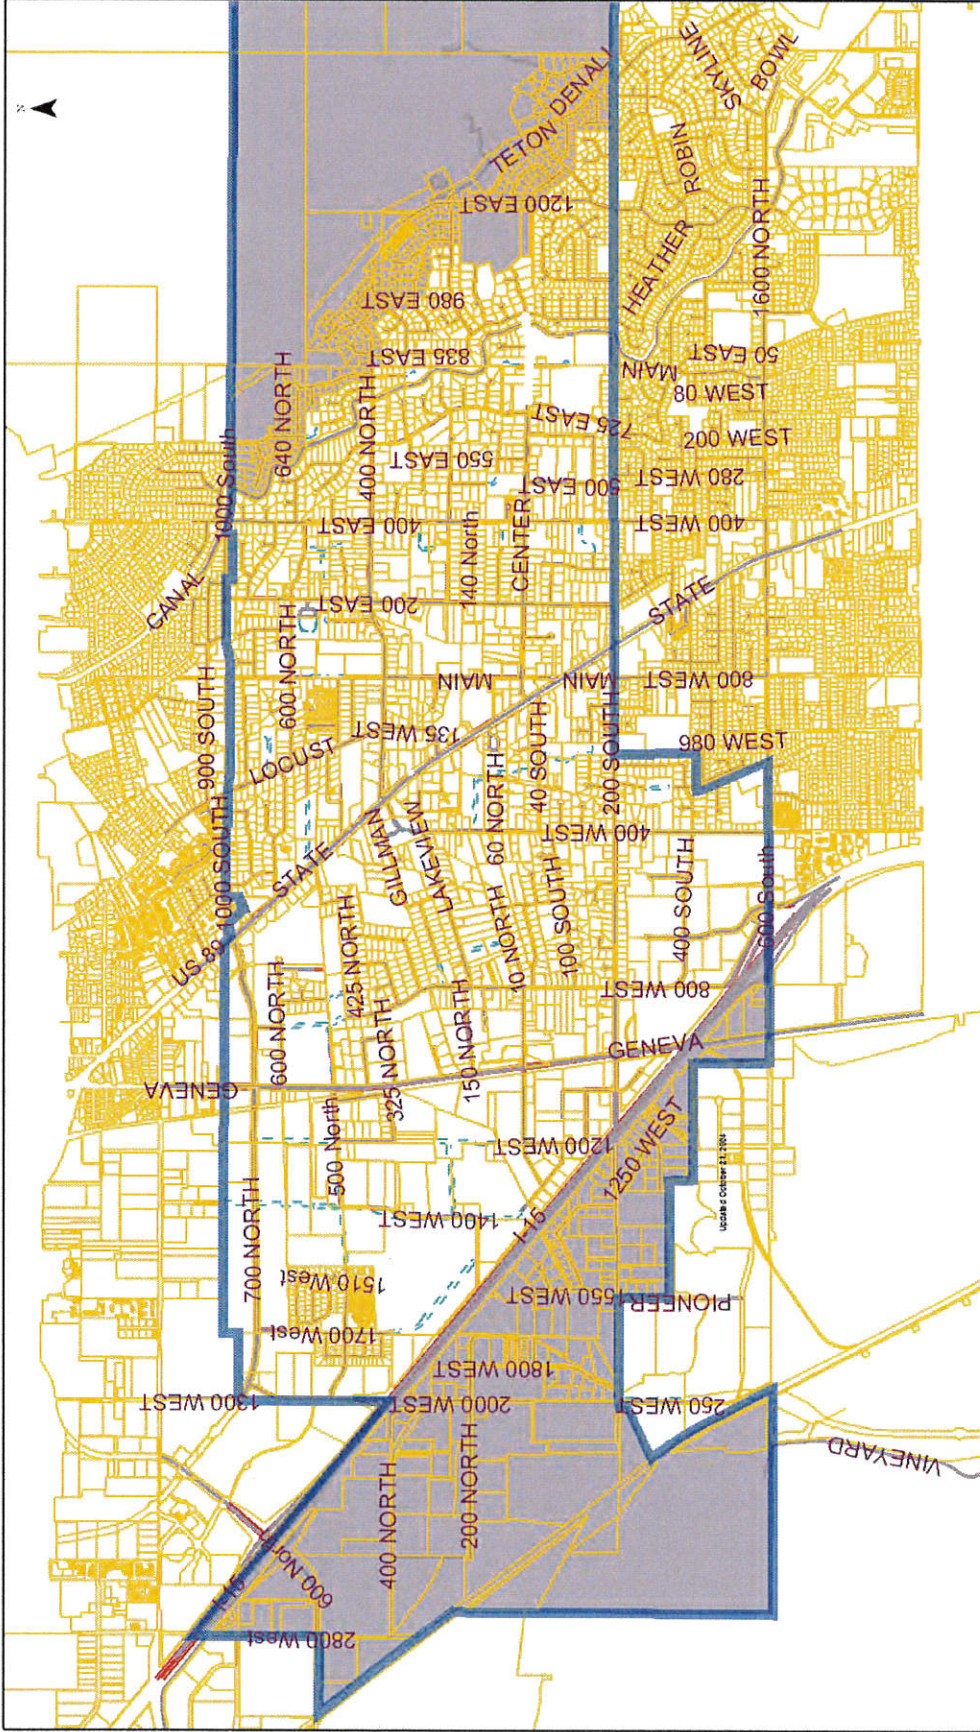 N
SKYLINE
BOWL
TETON
DENALI
ROBIN
1200 EAST
HEATHER
1600 NORTH
980 EAST
835 EAST
MAIN
50 EAST
80 WEST
640 NORTH
400 NORTH
725 EAST
200 WEST
550 EAST
280 WEST
500 EAST
1000 South
400 EAST
140 North
CENTER
400 WEST
CANAL
200 EAST
STATE
600 NORTH
MAIN
MAIN
800 WEST
900 SOUTH
LOCUST
135 WEST
980 WEST
40 SOUTH
200 SOUTH
60 NORTH
1000 SOUTH
STATE
GILLMAN
LAKEVIEW
400 WEST
400 SOUTH
600 South
US 89
425 NORTH
10 NORTH
100 SOUTH
600 NORTH
325 NORTH
150 NORTH
800 WEST
GENEVA
GENEVA
500 North
1200 WEST
1250 WEST
Updated October 21, 2004
700 NORTH
1400 WEST
I-15
1510 West
1550 WEST
PIONEER
1700 West
1800 WEST
1300 WEST
2000 WEST
250 WEST
VINEYARD
400 NORTH
200 NORTH
600 North
I-15
2800 West